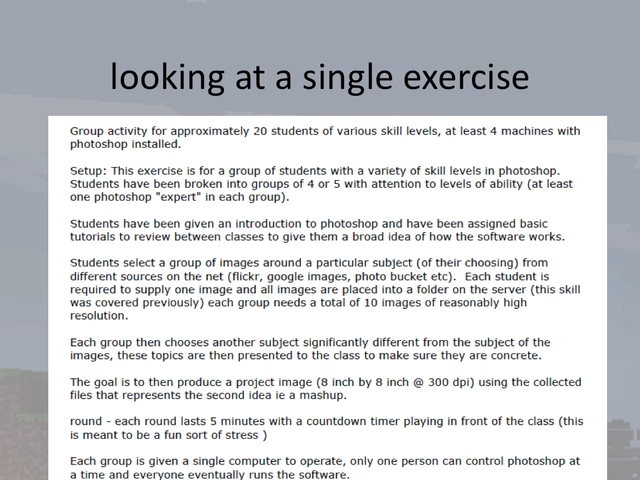 looking at a single exercise
Group activity for approximately 20 students of various skill levels, at least 4 machines with
photoshop installed.
Setup: This exercise is for a group of students with a variety of skill levels in photoshop.
Students have been broken into groups of 4 or 5 with attention to levels of ability (at least
one photoshop "expert" in each group).
Students have been given an introduction to photoshop and have been assigned basic
tutorials to review between classes to give them a broad idea of how the software works.
Students select a group of images around a particular subject (of their choosing) from
different sources on the net (flickr, google images, photo bucket etc).  Each student is
required to supply one image and all images are placed into a folder on the server (this skill
was covered previously) each group needs a total of 10 images of reasonably high
resolution.
Each group then chooses another subject significantly different from the subject of the
images, these topics are then presented to the class to make sure they are concrete.
The goal is to then produce a project image (8 inch by 8 inch @ 300 dpi) using the collected
files that represents the second idea ie a mashup.
round - each round lasts 5 minutes with a countdown timer playing in front of the class (this
is meant to be a fun sort of stress )
Each group is given a single computer to operate, only one person can control photoshop at
a time and everyone eventually runs the software.